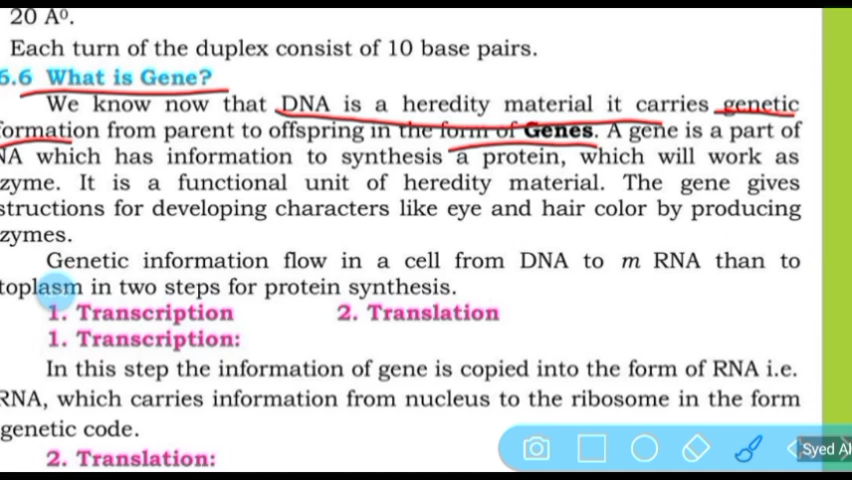 20 Aº.
Each turn of the duplex consist of 10 base pairs.
5.6 What is Gene?
We know now that DNA is a heredity material it carries genetic
formation from parent to offspring in the form of Genes. A gene is a part of
NA which has information to synthesis a protein, which will work as
zyme. It is a functional unit of heredity material. The gene gives
structions for developing characters like eye and hair color by producing
zymes.
Genetic information flow in a cell from DNA to m RNA than to
toplasm in two steps for protein synthesis.
1. Transcription 2. Translation
1. Transcription:
In this step the information of gene is copied into the form of RNA i.e.
RNA, which carries information from nucleus to the ribosome in the form
genetic code.
2. Translation:
Syed Al